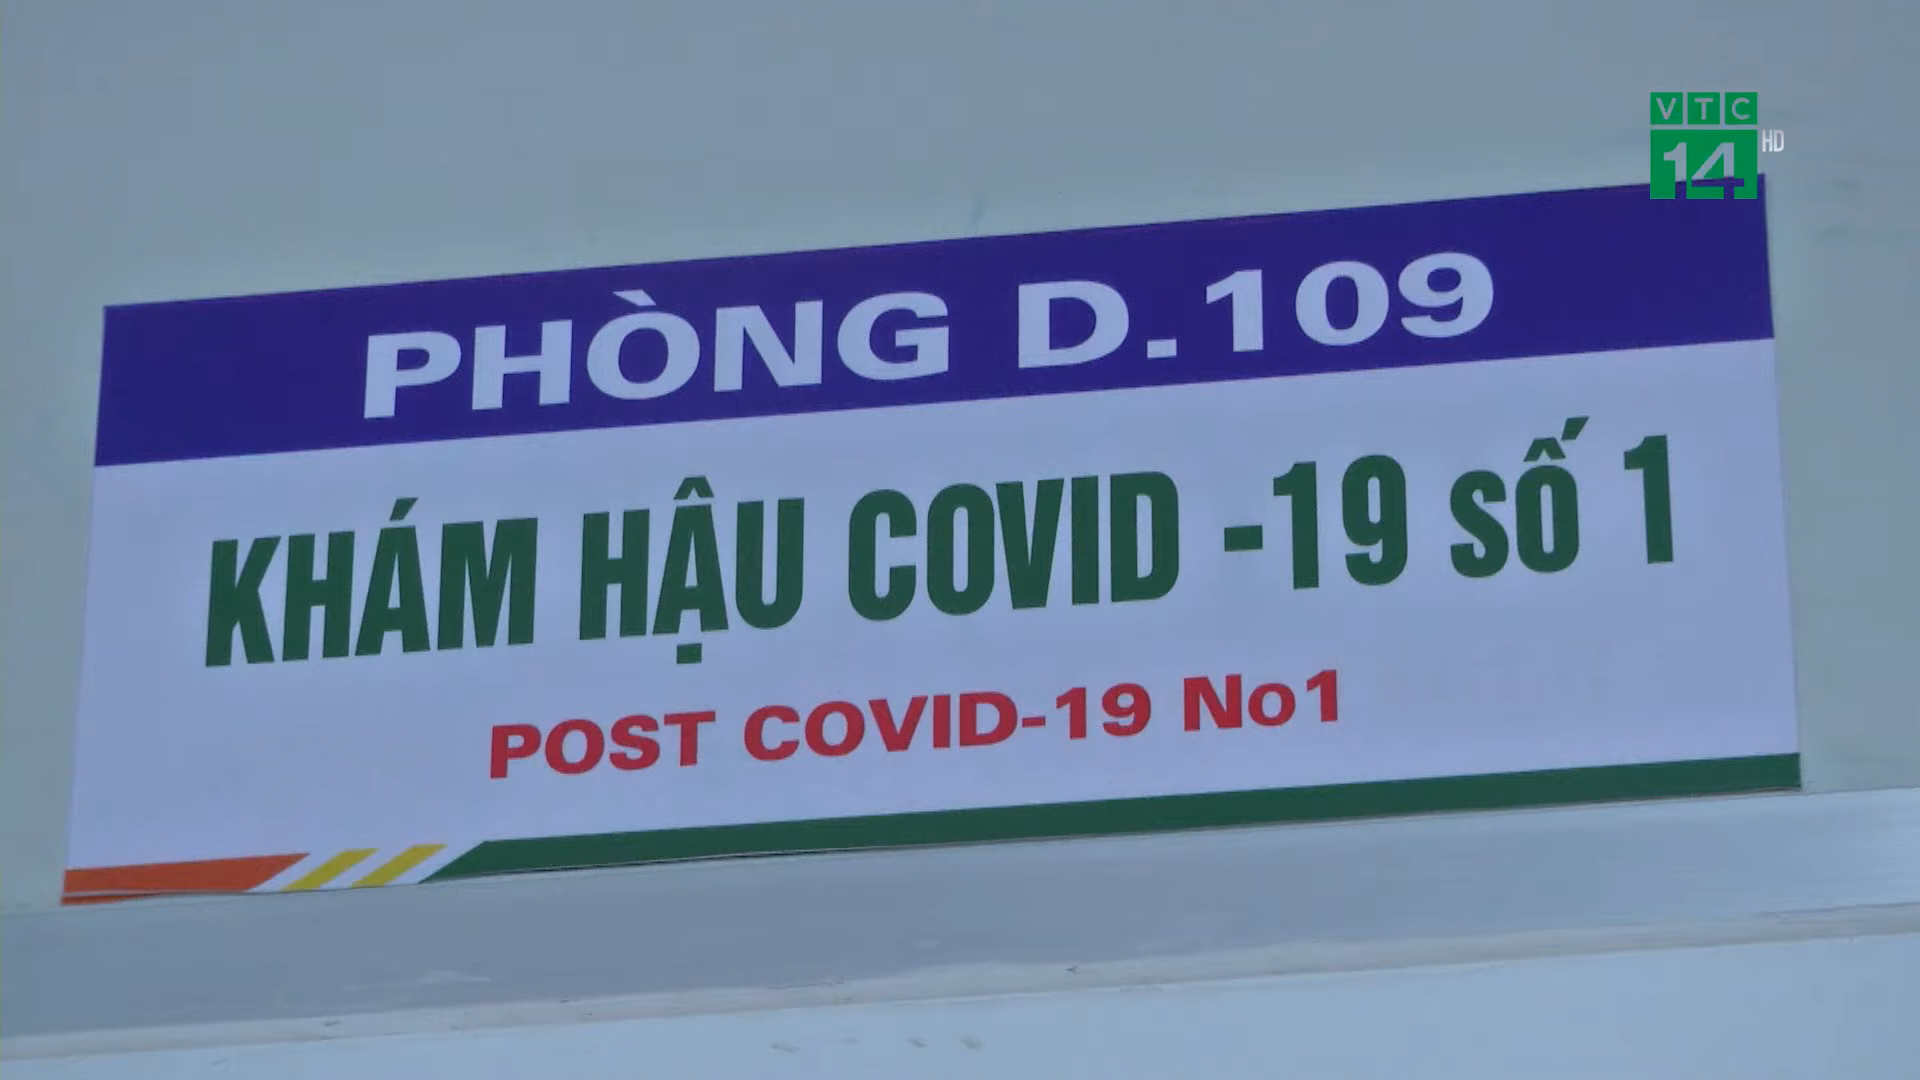 VTC
14 HD
PHÒNG D.109
KHÁM HẬU COVID -19 SỐ 1
POST COVID-19 No1